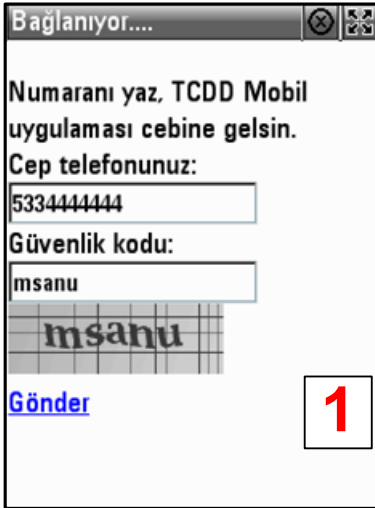 Bağlanıyor....
Numaranı yaz, TCDD Mobil
uygulaması cebine gelsin.
Cep telefonunuz:
5334444444
Güvenlik kodu:
msanu
msanu
Gönder
1